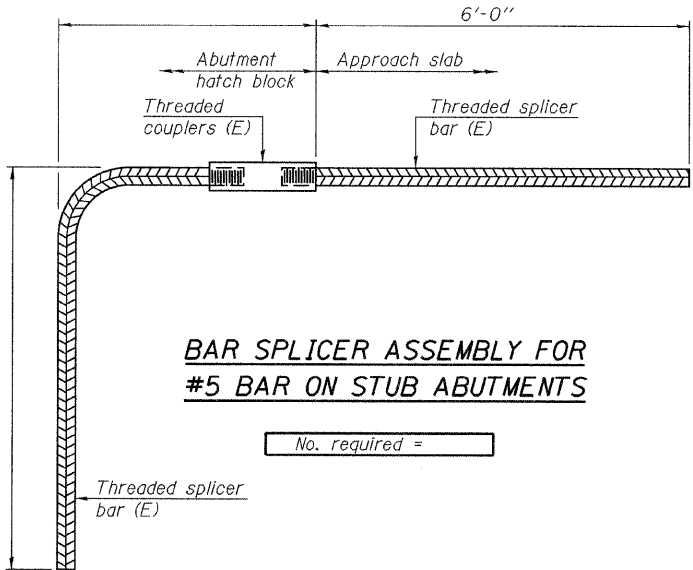 6'-0"
Abutment
hatch block
Approach slab
Threaded
couplers (E)
Threaded splicer
bar (E)
BAR SPLICER ASSEMBLY FOR
#5 BAR ON STUB ABUTMENTS
No. required =
Threaded splicer
bar (E)